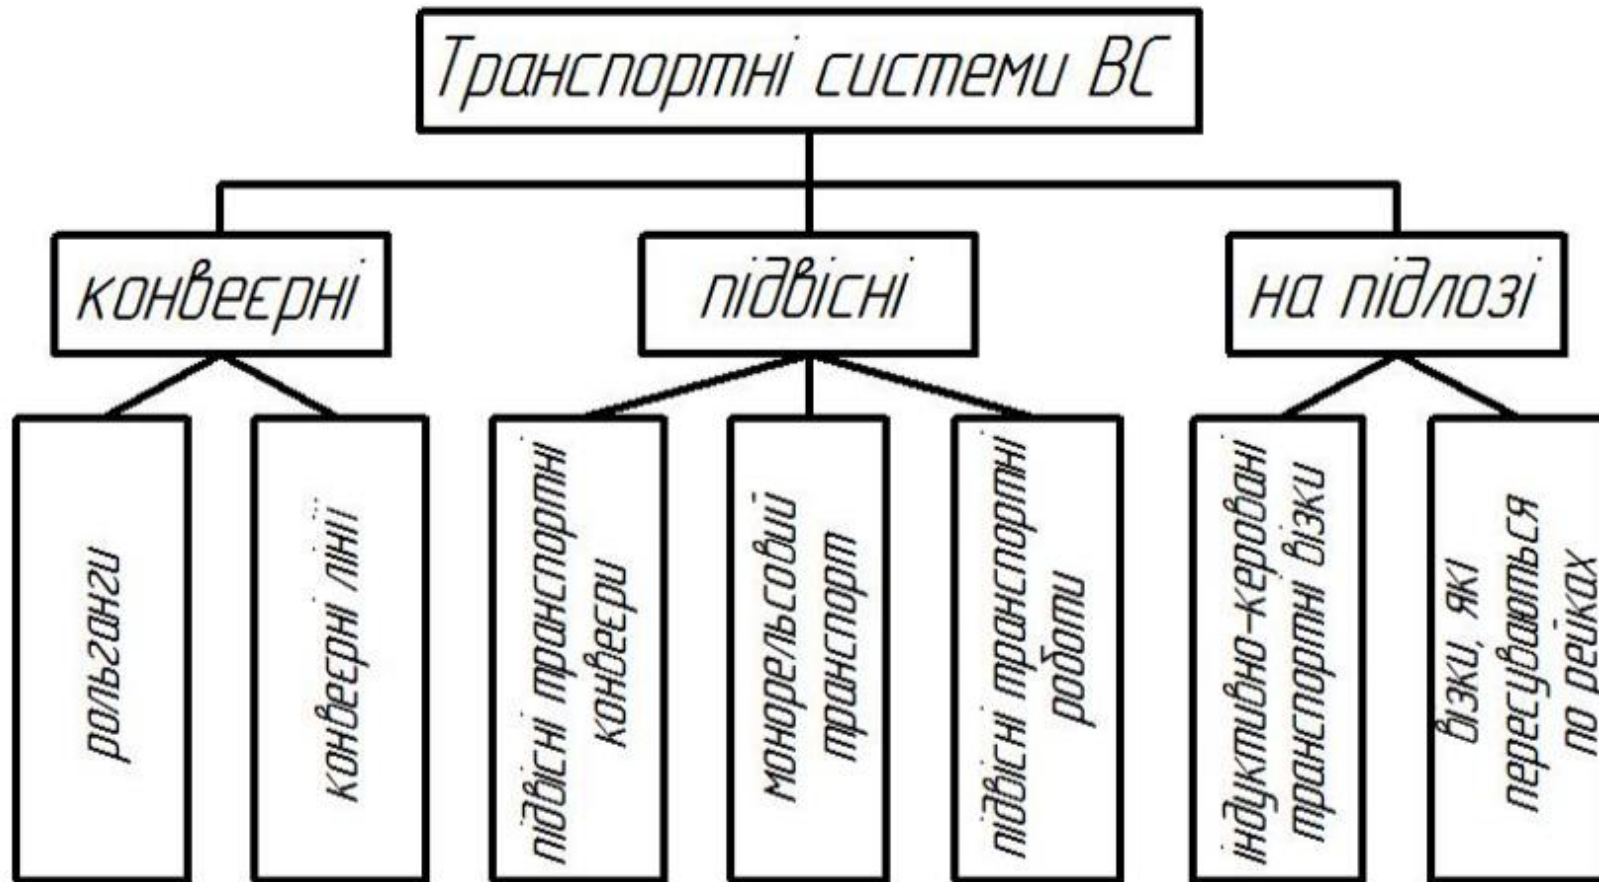 Транспортні системи ВС
конвеєрні
підвісні
на підлозі
рольганги
конвеєрні лінії
підвісні транспортні
конвеєри
монорельсовий
транспорт
підвісні транспортні
роботи
індуктивно-керовані
транспортні візки
візки, які
пересуваються
по рейках